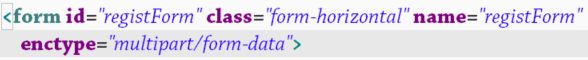 <form id="registForm" class="form-horizontal" name="registForm"
enctype="multipart/form-data">